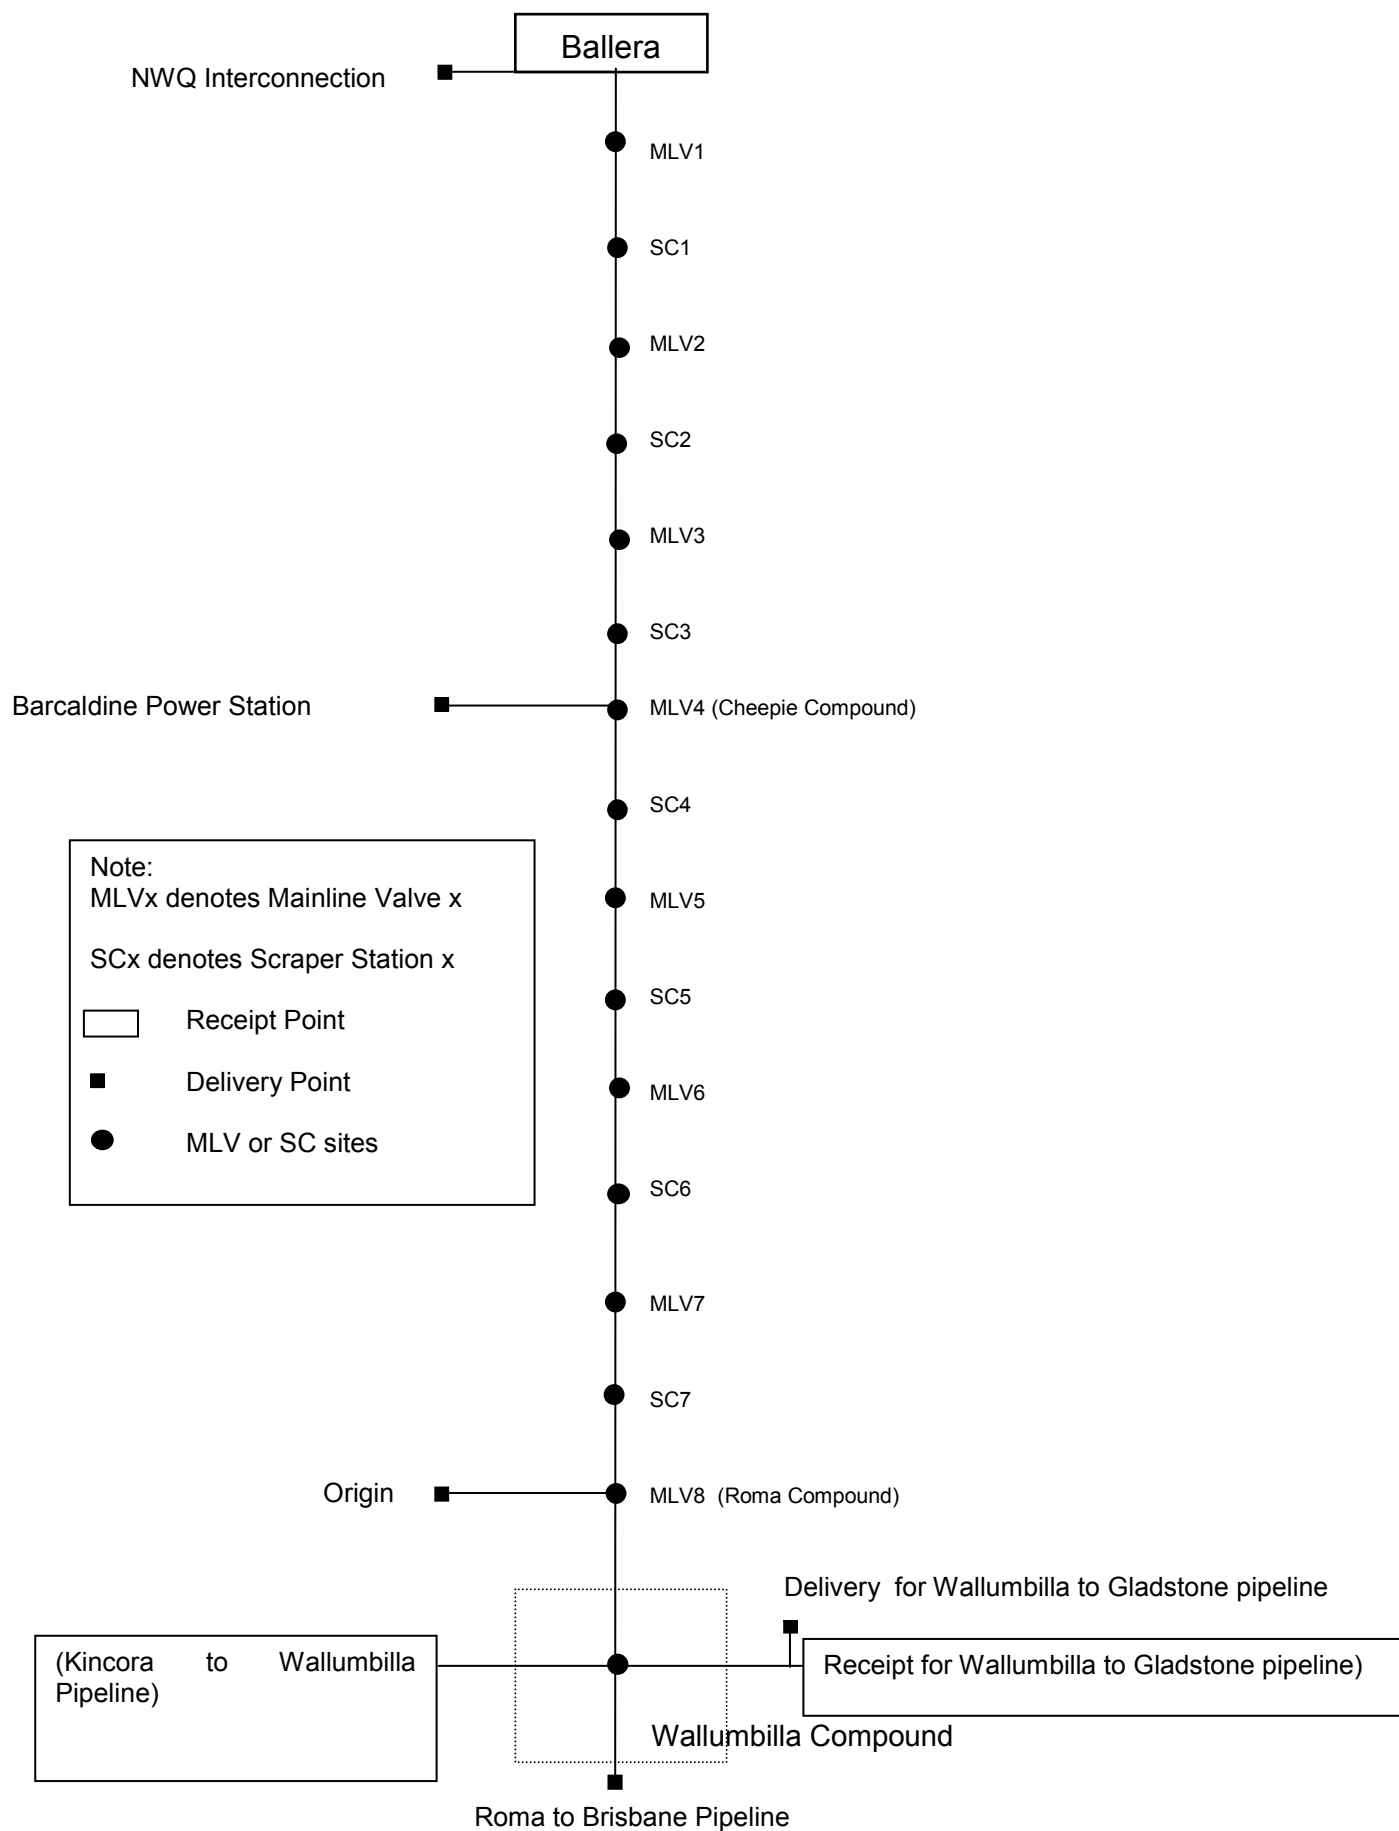 Ballera
NWQ Interconnection
MLV1
SC1
MLV2
SC2
MLV3
SC3
Barcaldine Power Station
MLV4 (Cheepie Compound)
SC4
Note:
MLVx denotes Mainline Valve x
SCx denotes Scraper Station x
Receipt Point
Delivery Point
MLV or SC sites
MLV5
SC5
MLV6
SC6
MLV7
SC7
Origin
MLV8 (Roma Compound)
Delivery for Wallumbilla to Gladstone pipeline
(Kincora to Wallumbilla
Pipeline)
Receipt for Wallumbilla to Gladstone pipeline)
Wallumbilla Compound
Roma to Brisbane Pipeline